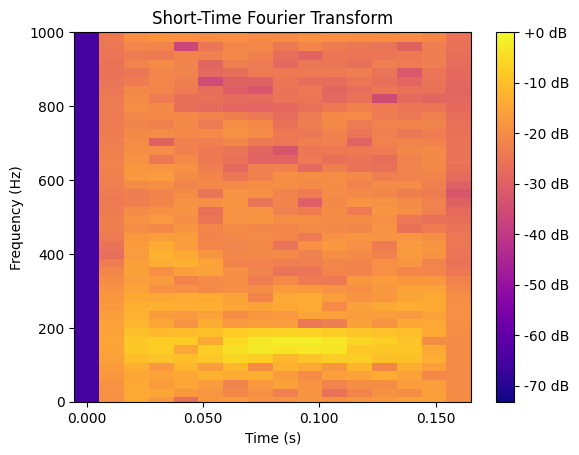 Short-Time Fourier Transform
Frequency (Hz)
1000
800
600
400
200
0
0.000 0.050 0.100 0.150
Time (s)
+0 dB
-10 dB
-20 dB
-30 dB
-40 dB
-50 dB
-60 dB
-70 dB